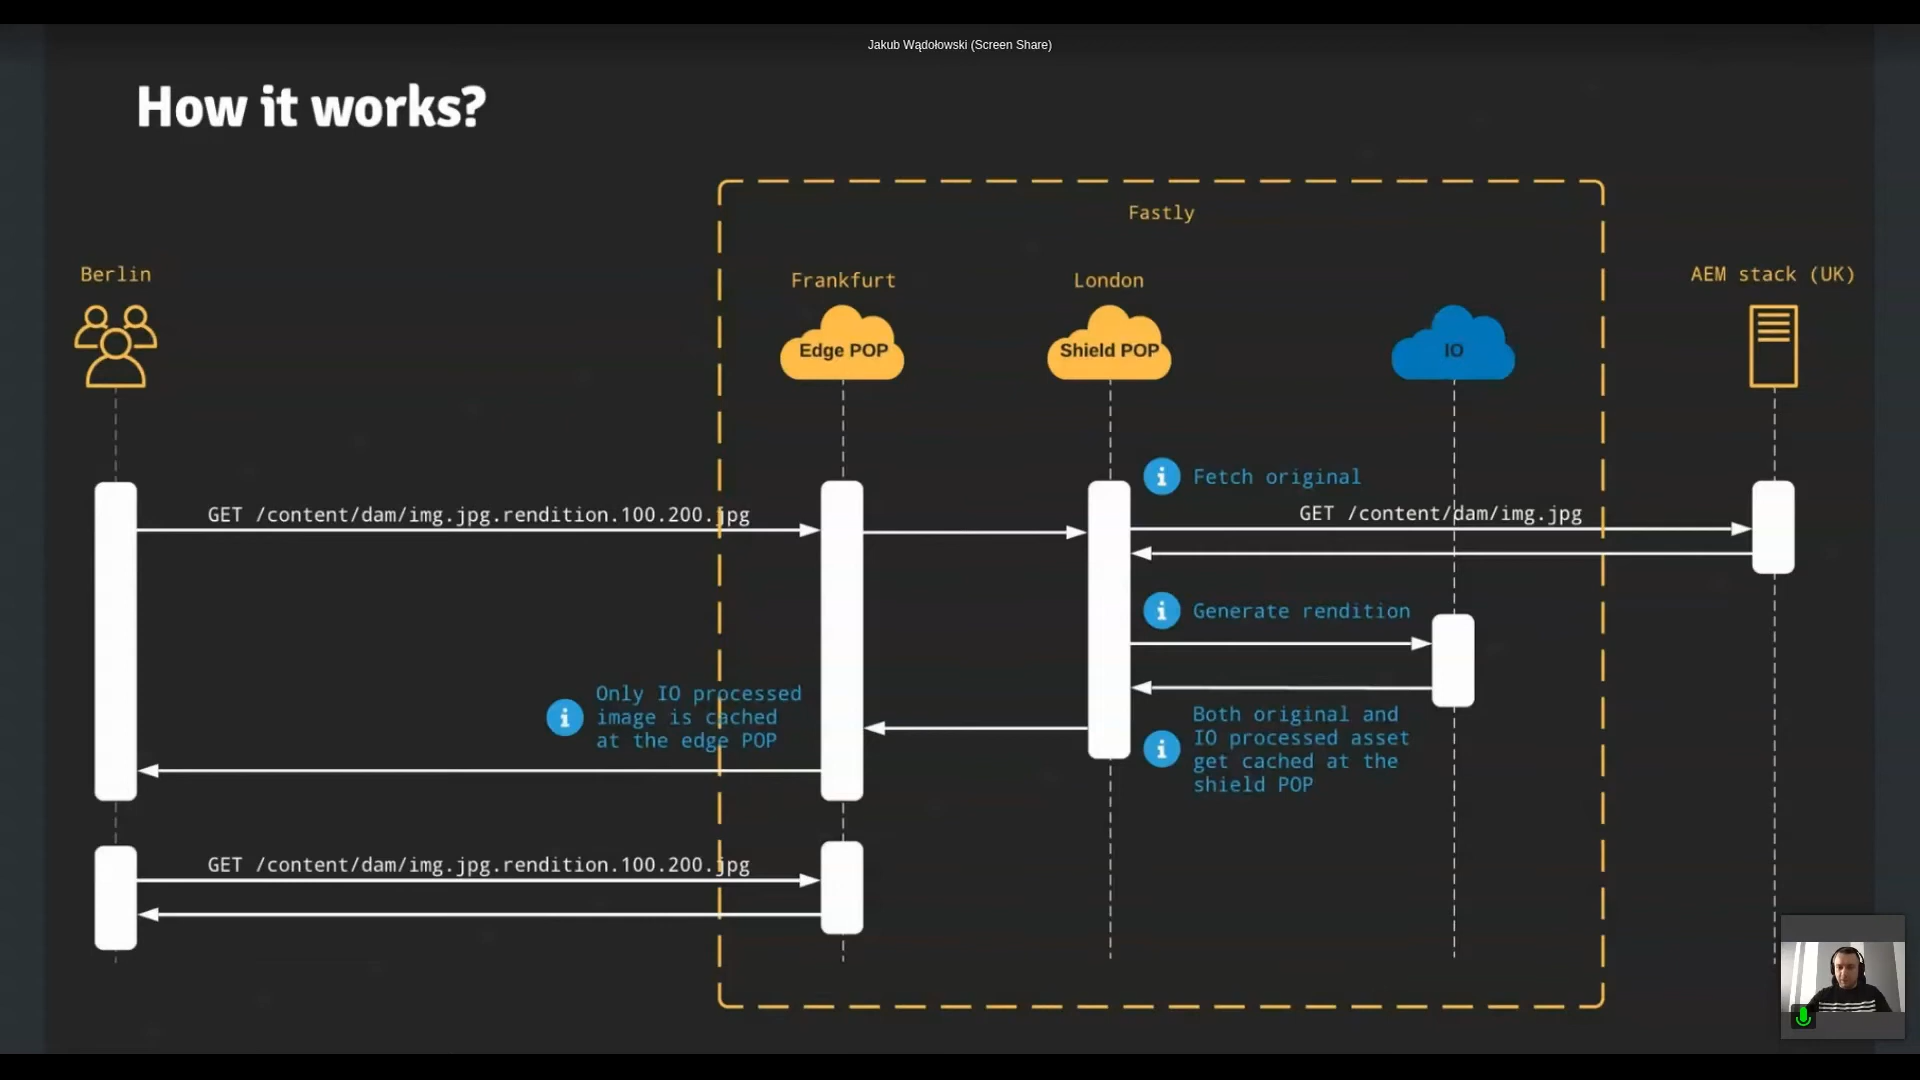 Jakub Wądołowski (Screen Share)
How it works?
Fastly
Berlin
Frankfurt
London
AEM stack (UK)
Edge POP
Shield POP
IO
Fetch original
GET /content/dam/img.jpg.rendition.100.200.jpg
GET /content/dam/img.jpg
Generate rendition
Only IO processed
image is cached
at the edge POP
Both original and
IO processed asset
get cached at the
shield POP
GET /content/dam/img.jpg.rendition.100.200.jpg